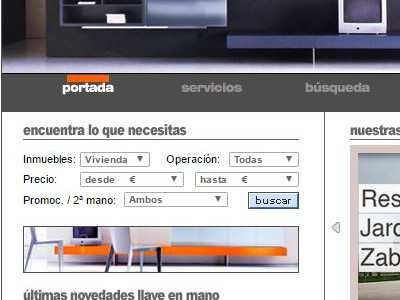 portada servicios búsqueda
encuentra lo que necesitas
Inmuebles: Vivienda Operación: Todas
Precio: desde € hasta €
Promoc. / 2ª mano: Ambos buscar
últimas novedades llave en mano
nuestras
Res
Jard
Zab